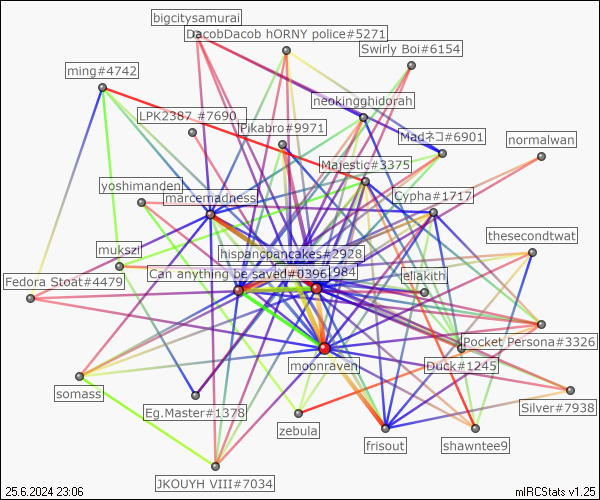 bigcitysamurai
DacobDacob hORNY police#5271
Swirly Boi#6154
ming#4742
neokingghidorah
LPK2387_#7690
Pikabro#9971
Madネコ#6901
normalwan
Majestic#3375
yoshimanden
marcemadness
Cypha#1717
thesecondtwat
mukszi
hispancpancakes#2928
Can anything be saved#0396
984
eliakith
Fedora Stoat#4479
Pocket Persona#3326
moonraven
Duck#1245
somass
Eg.Master#1378
Silver#7938
zebula
frisout
shawntee9
JKOUYH VIII#7034
25.6.2024 23:06
mIRCStats v1.25